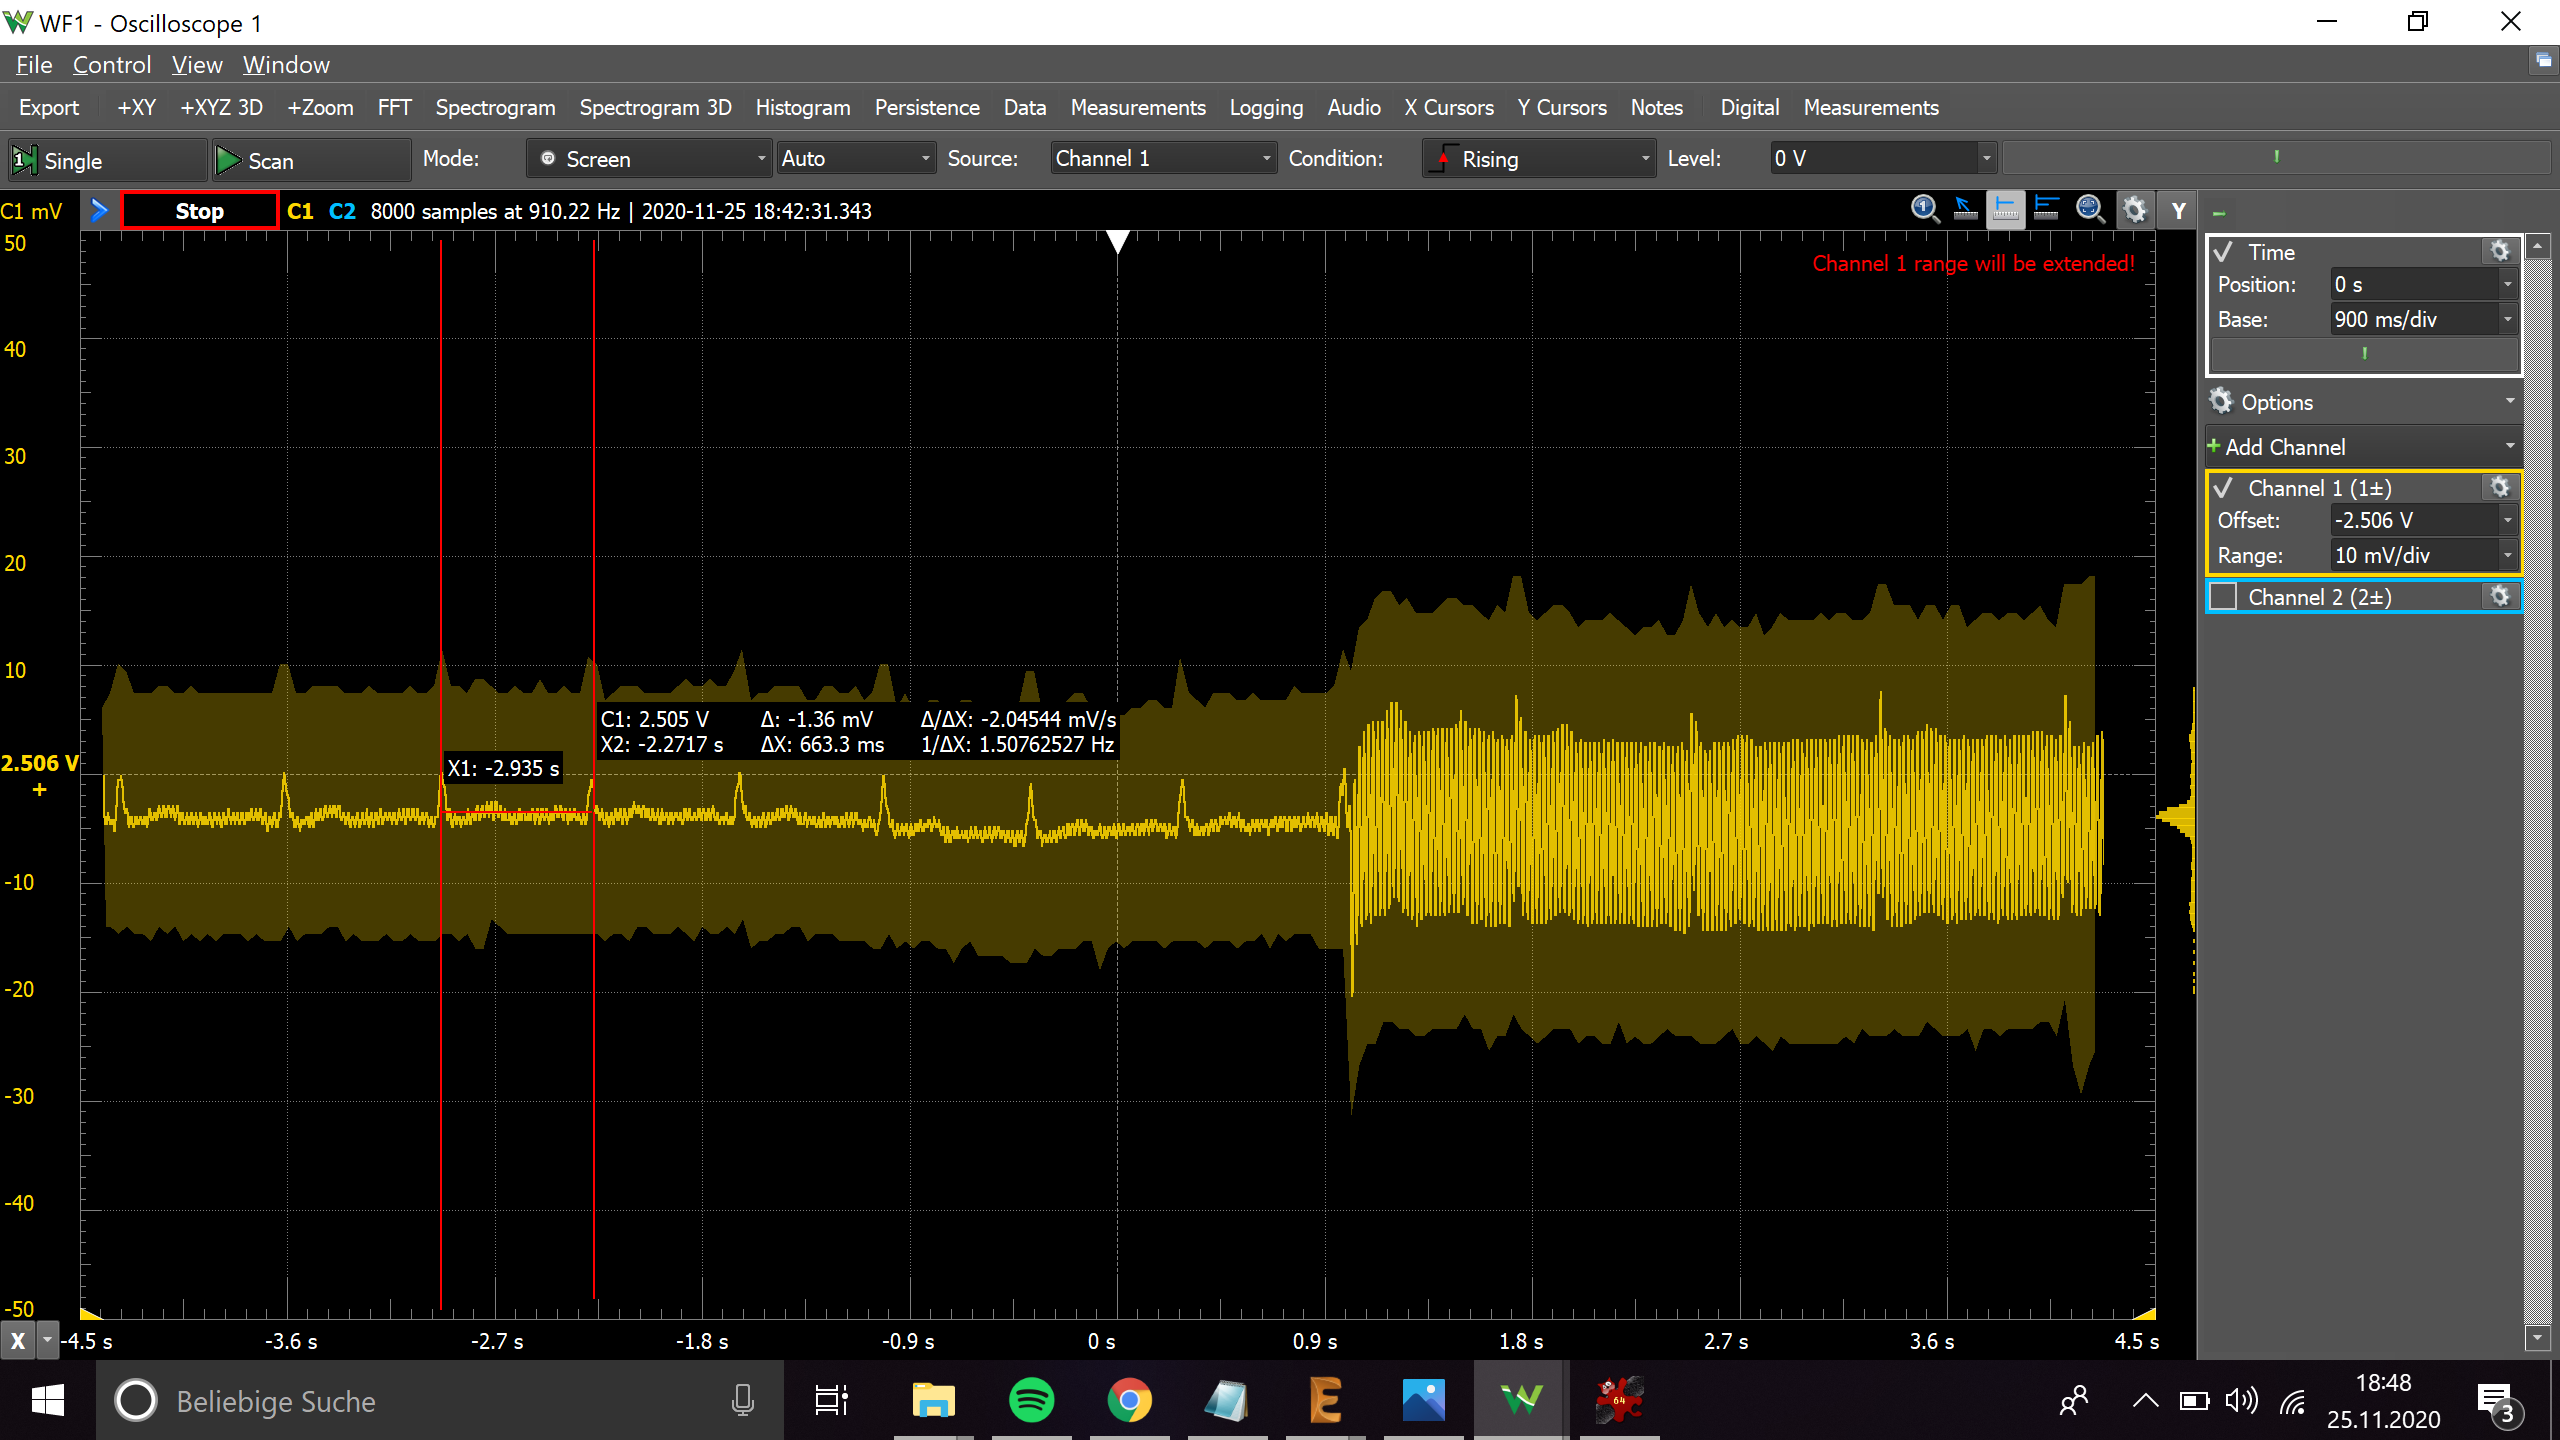 WF1 - Oscilloscope 1
File Control View Window
Export +XY +XYZ 3D +Zoom FFT Spectrogram Spectrogram 3D Histogram Persistence Data Measurements Logging Audio X Cursors Y Cursors Notes Digital Measurements
Single Scan Mode: Screen Auto Source: Channel 1 Condition: Rising Level: 0 V
C1 mV Stop C1 C2 8000 samples at 910.22 Hz | 2020-11-25 18:42:31.343 Y
50
Channel 1 range will be extended!
40
30
20
10
2.506 V
-10
-20
-30
-40
-50
C1: 2.505 V Δ: -1.36 mV Δ/ΔX: -2.04544 mV/s
X2: -2.2717 s ΔX: 663.3 ms 1/ΔX: 1.50762527 Hz
X1: -2.935 s
Time
Position: 0 s
Base: 900 ms/div
Options
Add Channel
Channel 1 (1±)
Offset: -2.506 V
Range: 10 mV/div
Channel 2 (2±)
X -4.5 s -3.6 s -2.7 s -1.8 s -0.9 s 0 s 0.9 s 1.8 s 2.7 s 3.6 s 4.5 s
Beliebige Suche
64
18:48
25.11.2020
3